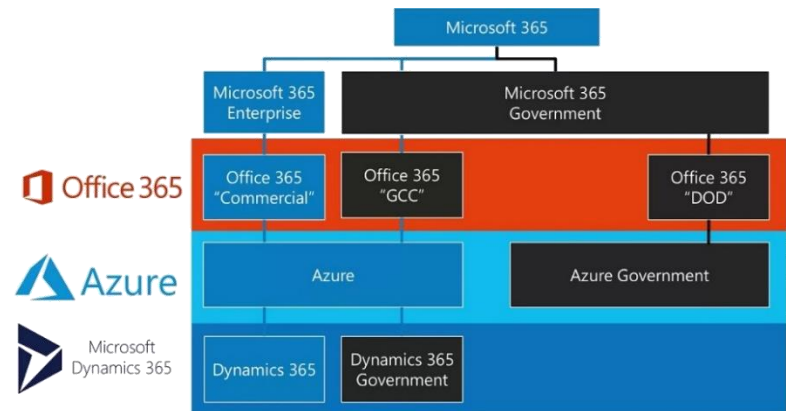 Microsoft 365
Microsoft 365
Enterprise
Microsoft 365
Government
Office 365
Office 365
"Commercial"
Office 365
"GCC"
Office 365
"DOD"
Azure
Azure
Azure Government
Microsoft
Dynamics 365
Dynamics 365
Dynamics 365
Government